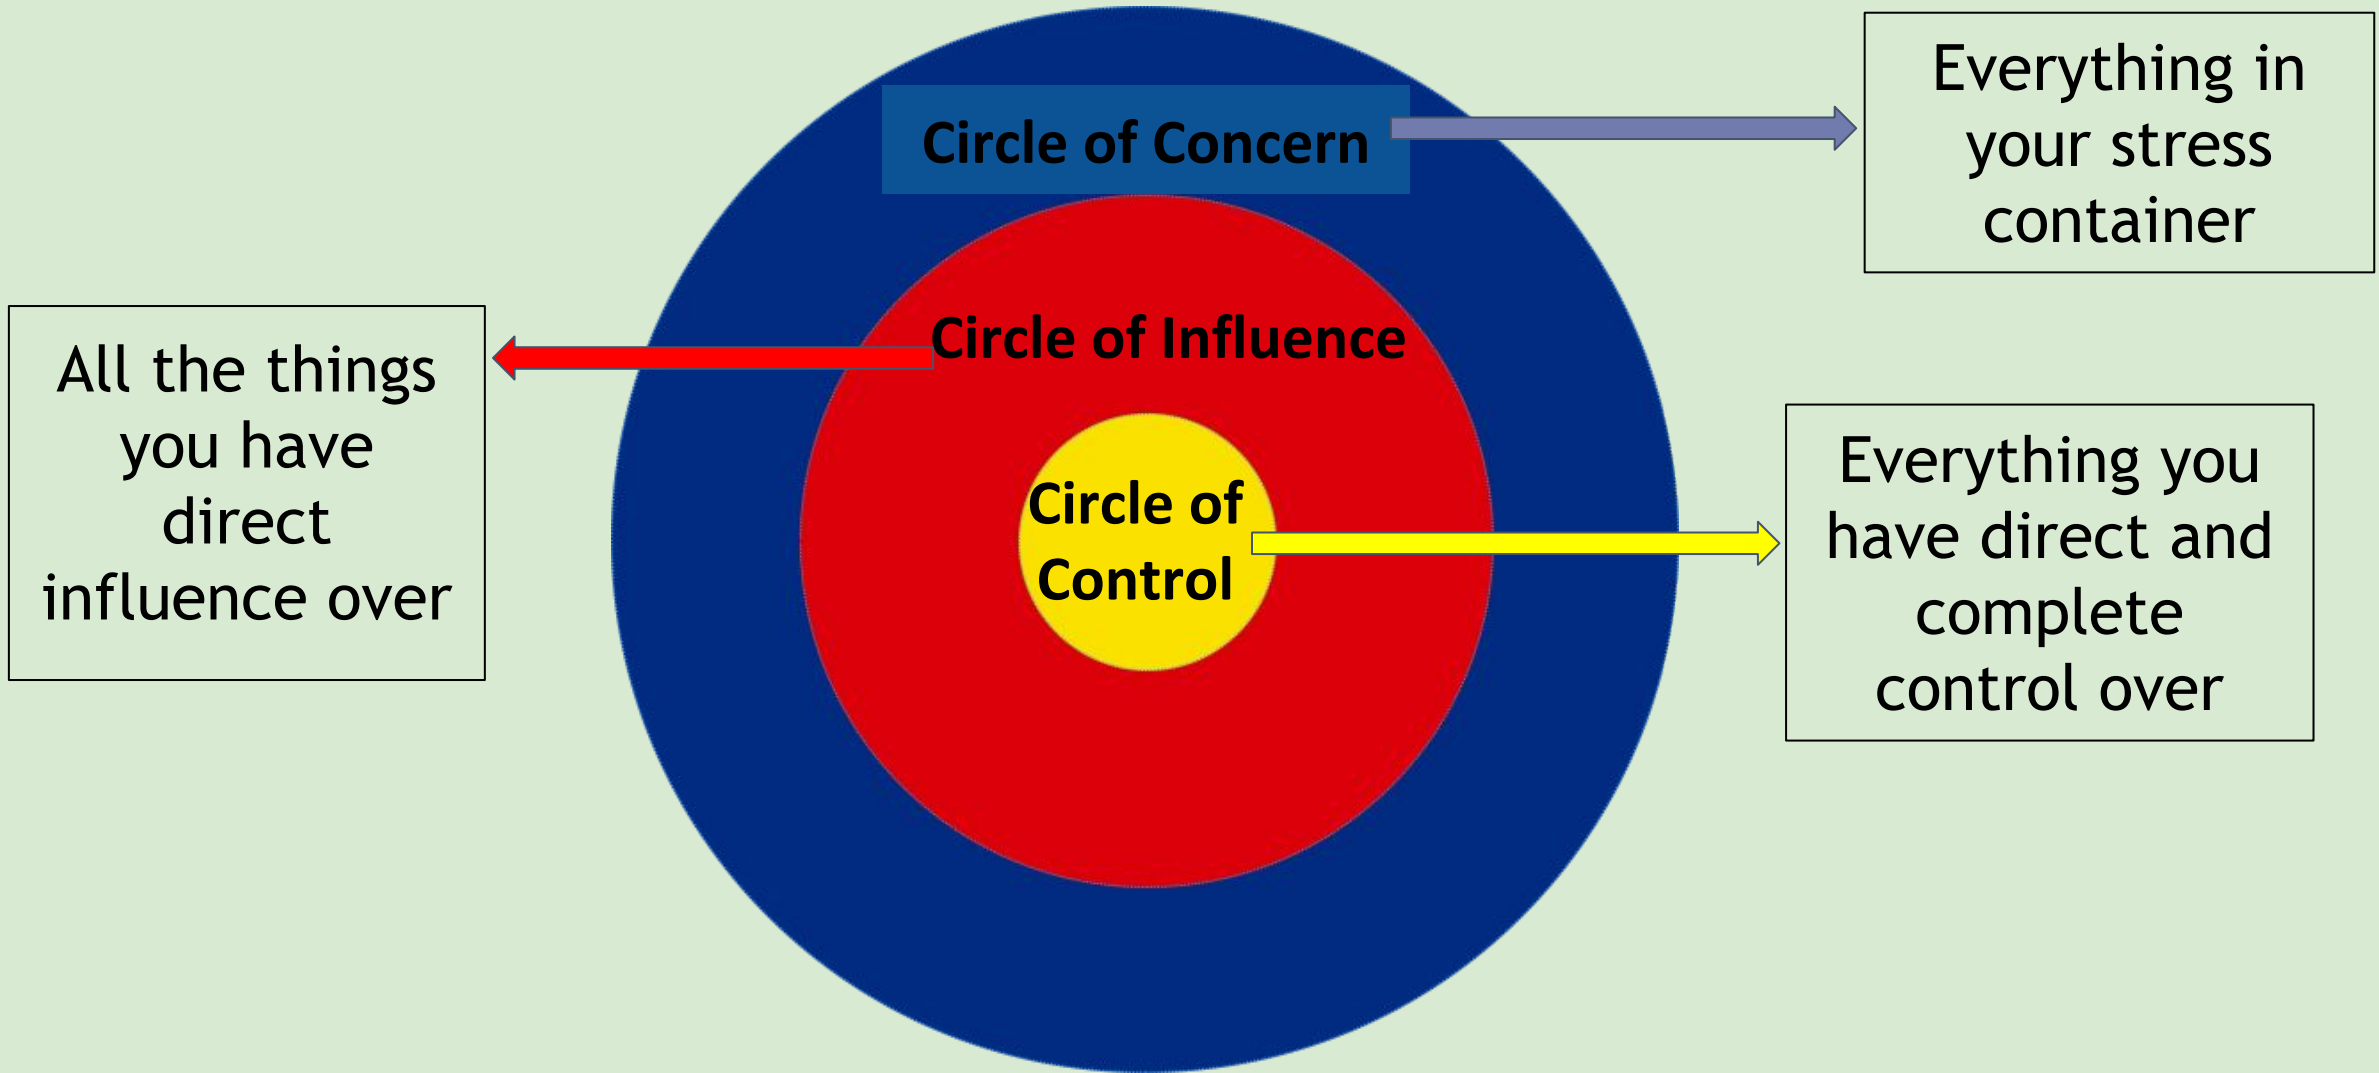 Circle of Concern
Everything in
your stress
container
Circle of Influence
All the things
you have
direct
influence over
Circle of
Control
Everything you
have direct and
complete
control over